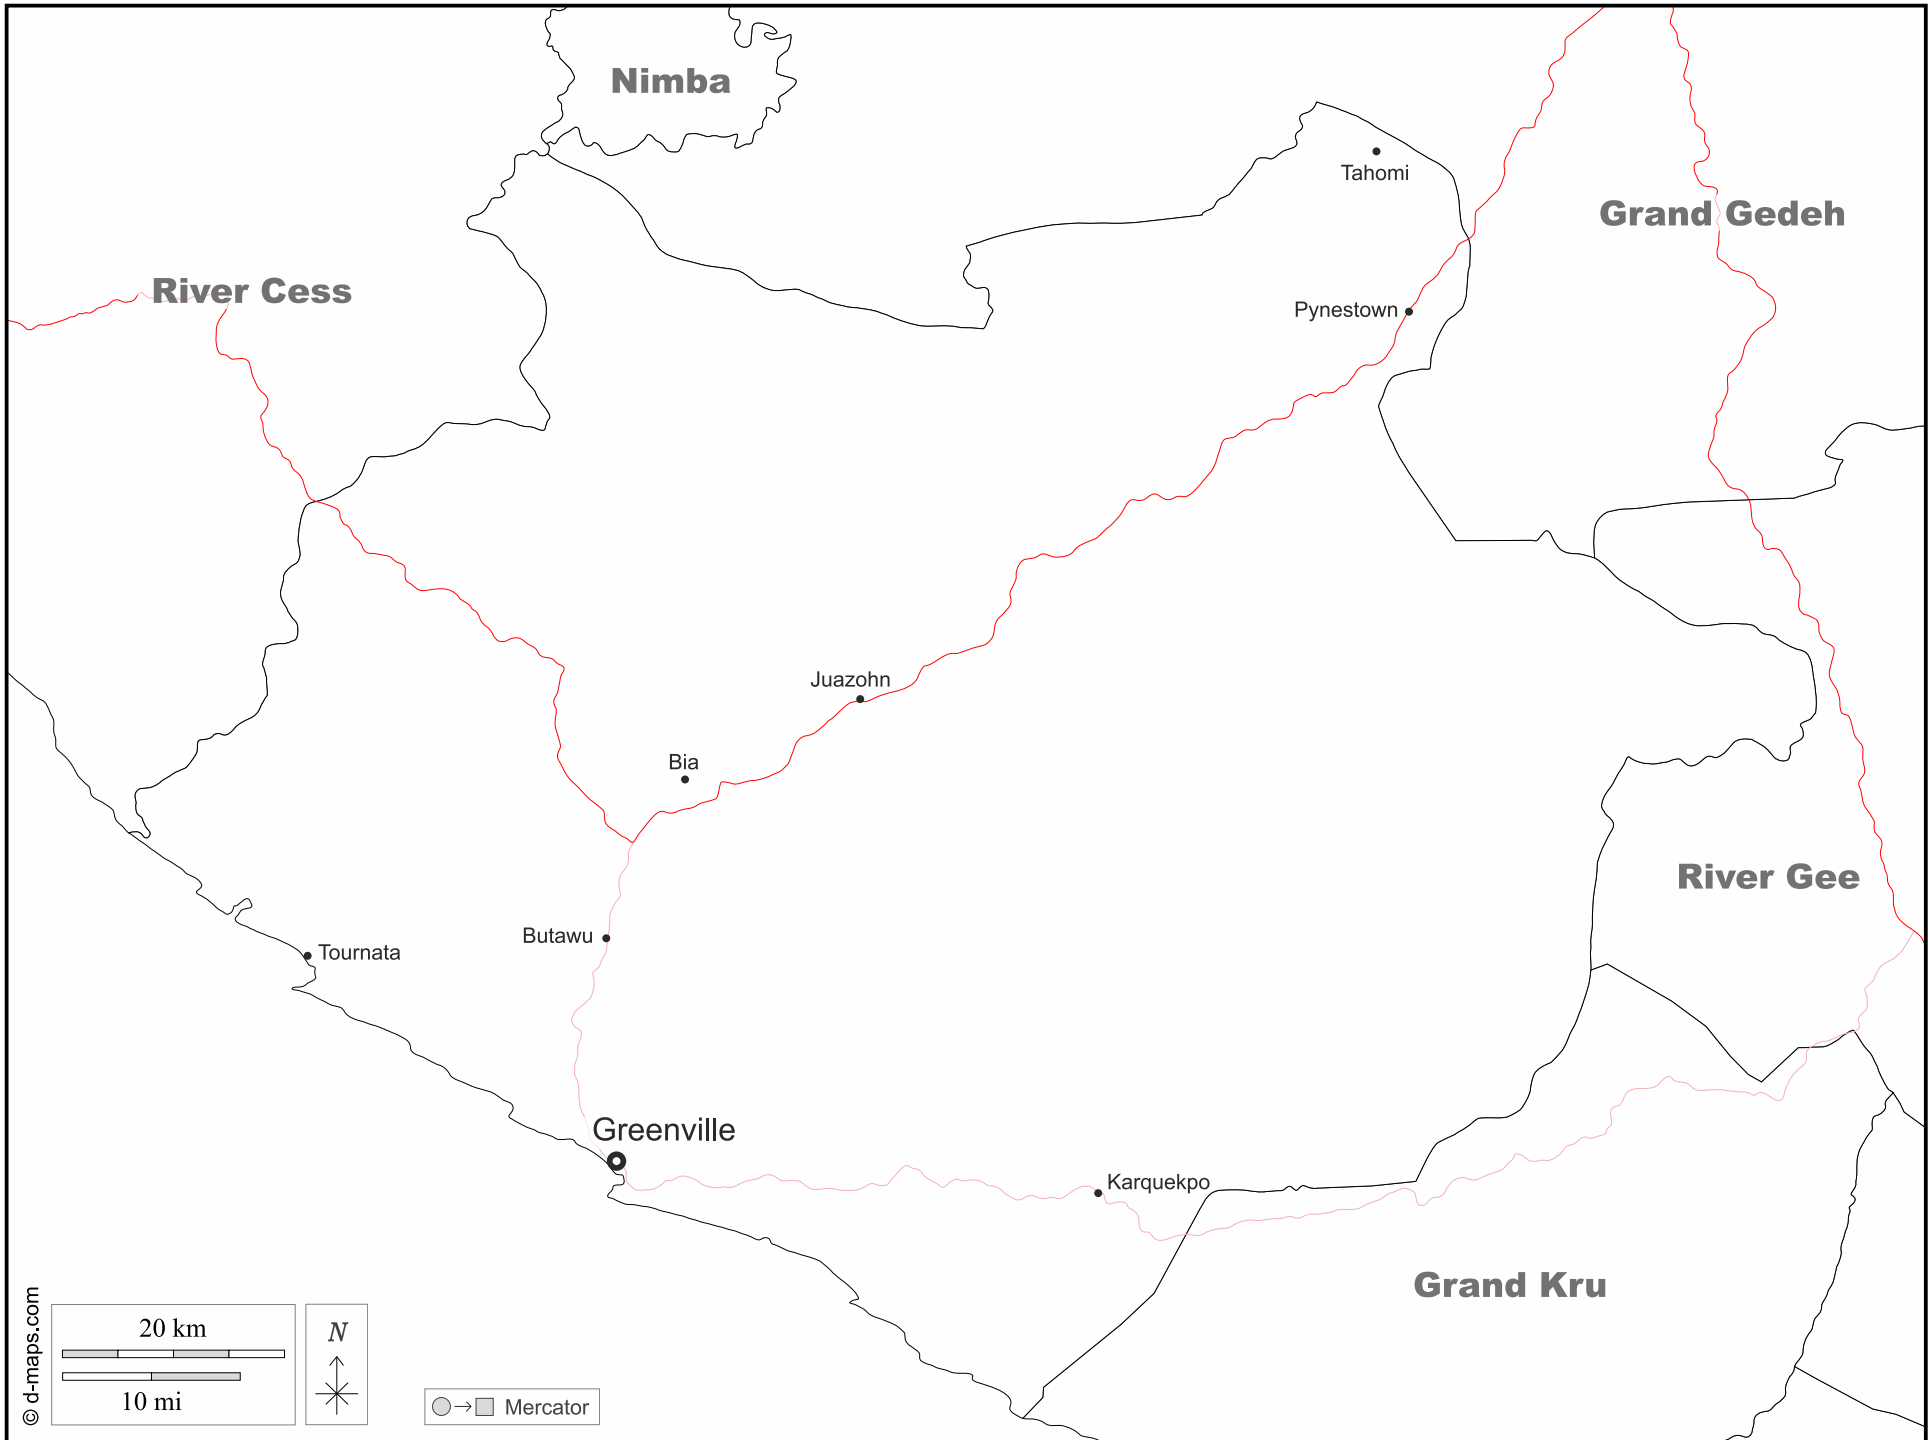 Nimba
Tahomi
Grand Gedeh
River Cess
Pynestown
Juazohn
Bia
River Gee
Butawu
Tournata
Greenville
Karquekpo
Grand Kru
© d-maps.com
20 km
10 mi
N
Mercator